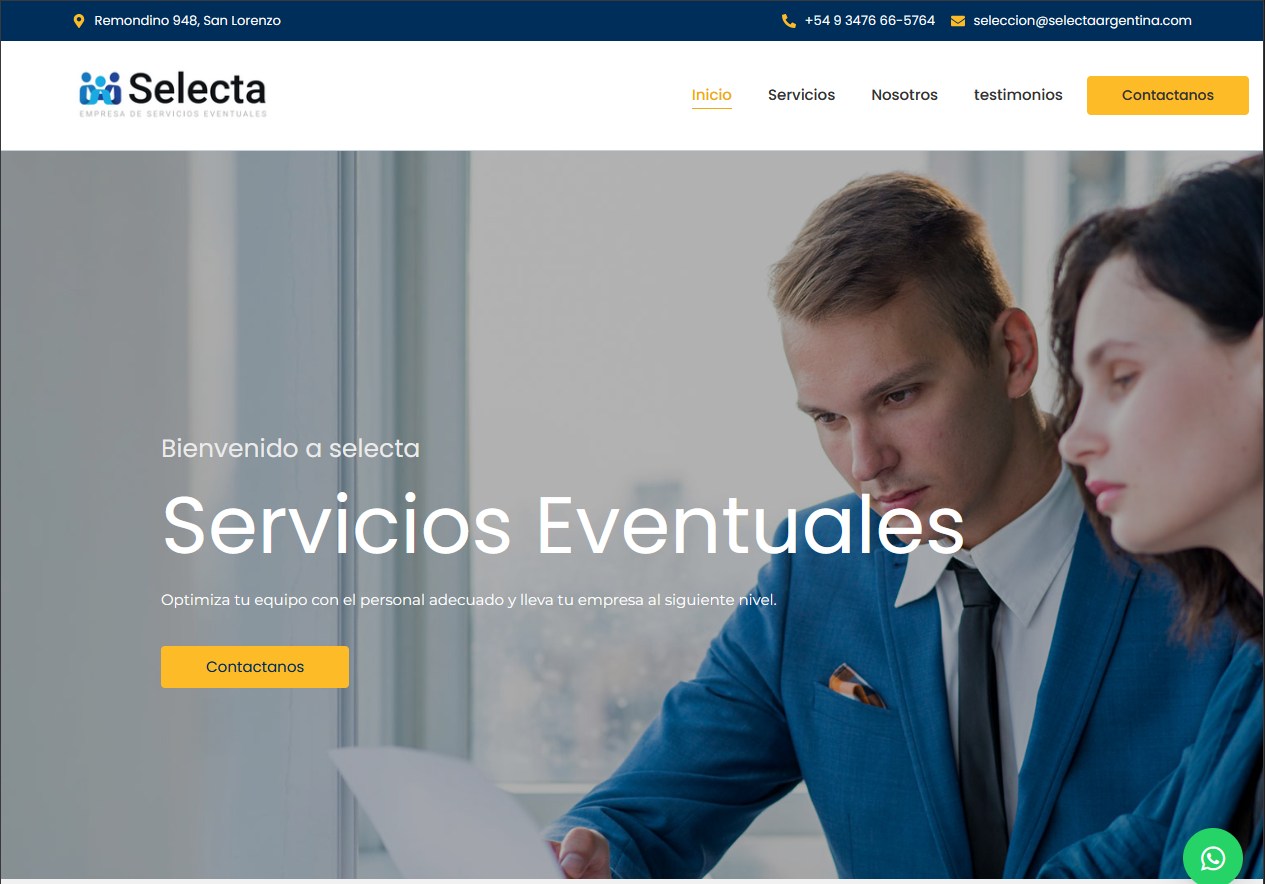 Remondino 948, San Lorenzo
+54 9 3476 66-5764
seleccion@selectaargentina.com
Selecta
EMPRESA DE SERVICIOS EVENTUALES
Inicio
Servicios
Nosotros
testimonios
Contactanos
Bienvenido a selecta
Servicios Eventuales
Optimiza tu equipo con el personal adecuado y lleva tu empresa al siguiente nivel.
Contactanos